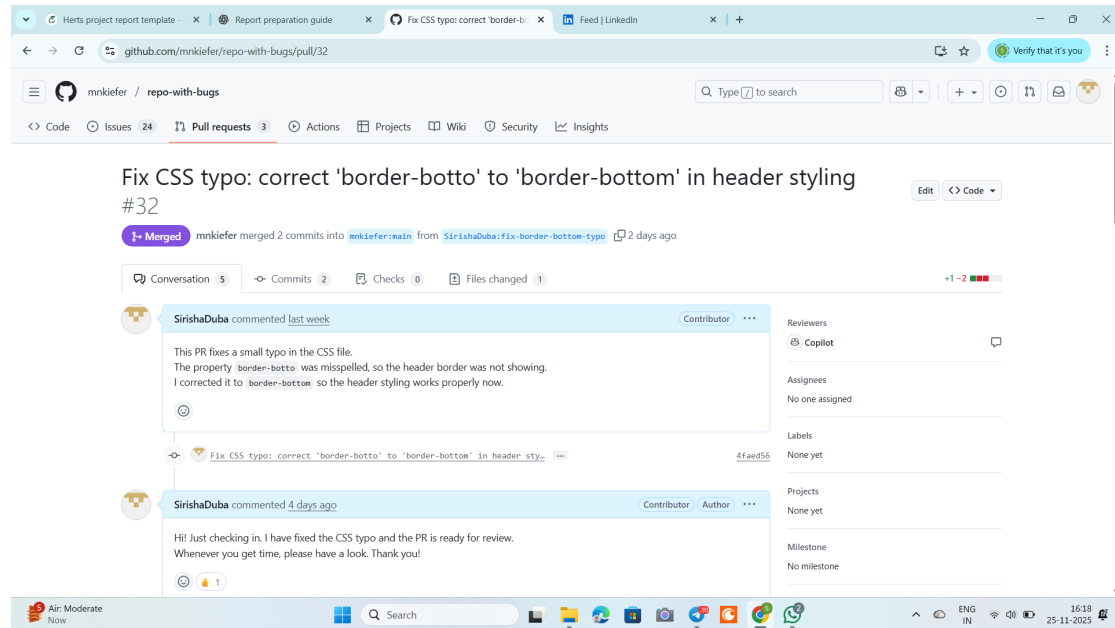 Herts project report template -
Report preparation guide
Fix CSS typo: correct 'border-bo
Feed | LinkedIn
github.com/mnkiefer/repo-with-bugs/pull/32
Verify that it's you
mnkiefer / repo-with-bugs
Type / to search
Code
Issues 24
Pull requests 3
Actions
Projects
Wiki
Security
Insights
Fix CSS typo: correct 'border-botto' to 'border-bottom' in header styling
#32
Edit
<> Code
Merged
mnkiefer merged 2 commits into mnkiefer:main from SirishaDuba:fix-border-bottom-typo 2 days ago
Conversation 5
Commits 2
Checks 0
Files changed 1
+1 −2
SirishaDuba commented last week
Contributor
This PR fixes a small typo in the CSS file.
The property border-botto was misspelled, so the header border was not showing.
I corrected it to border-bottom so the header styling works properly now.
Fix CSS typo: correct 'border-botto' to 'border-bottom' in header sty…
4faed56
SirishaDuba commented 4 days ago
Contributor
Author
Hi! Just checking in. I have fixed the CSS typo and the PR is ready for review.
Whenever you get time, please have a look. Thank you!
1
Reviewers
Copilot
Assignees
No one assigned
Labels
None yet
Projects
None yet
Milestone
No milestone
5
Air: Moderate
Now
Search
90
6
2
ENG
IN
16:18
25-11-2025